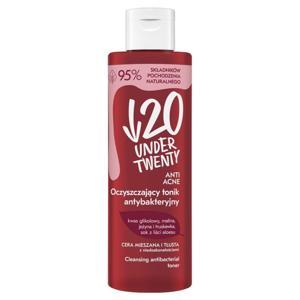 95%
SKŁADNIKÓW
POCHODZENIA
NATURALNEGO
20
UNDER
TWENTY
ANTI
ACNE
Oczyszczający tonik
antybakteryjny
kwas glikolowy, malina,
jeżyna i truskawka,
sok z liści aloesu
CERA MIESZANA I TŁUSTA
z niedoskonałościami
Cleansing antibacterial
toner